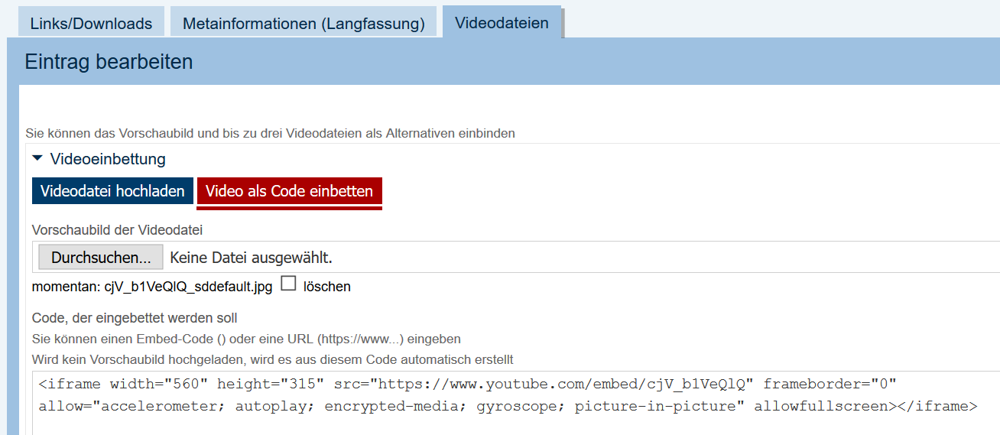 Links/Downloads
Metainformationen (Langfassung)
Videodateien
Eintrag bearbeiten
Sie können das Vorschaubild und bis zu drei Videodateien als Alternativen einbinden
Videoeinbettung
Videodatei hochladen
Video als Code einbetten
Vorschaubild der Videodatei
Durchsuchen... Keine Datei ausgewählt.
momentan: cjV_b1VeQlQ_sddefault.jpg löschen
Code, der eingebettet werden soll
Sie können einen Embed-Code () oder eine URL (https://www...) eingeben
Wird kein Vorschaubild hochgeladen, wird es aus diesem Code automatisch erstellt
<iframe width="560" height="315" src="https://www.youtube.com/embed/cjV_b1VeQlQ" frameborder="0"
allow="accelerometer; autoplay; encrypted-media; gyroscope; picture-in-picture" allowfullscreen></iframe>